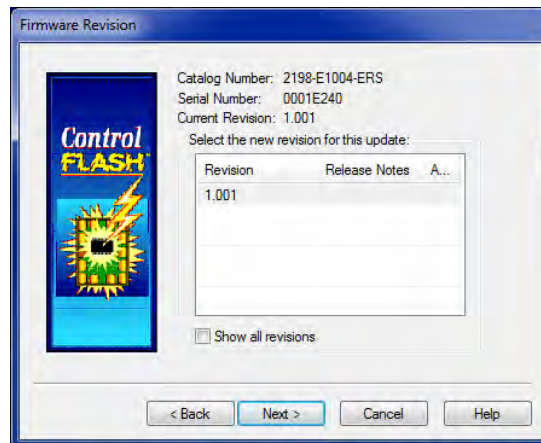 Firmware Revision
Control
FLASH
Catalog Number: 2198-E1004-ERS
Serial Number: 0001E240
Current Revision: 1.001
Select the new revision for this update:
Revision Release Notes A...
1.001
Show all revisions
< Back Next > Cancel Help